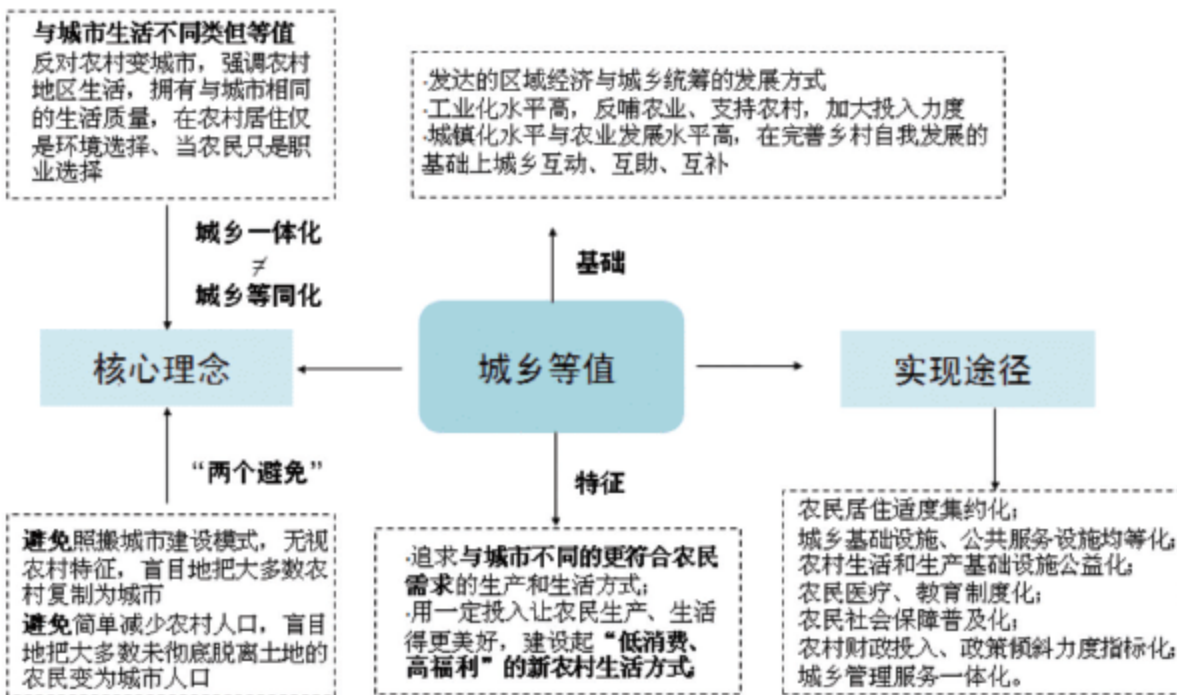 与城市生活不同类但等值
反对农村变城市，强调农村
地区生活，拥有与城市相同
的生活质量，在农村居住仅
是环境选择、当农民只是职
业选择
·发达的区域经济与城乡统筹的发展方式
·工业化水平高，反哺农业、支持农村，加大投入力度
·城镇化水平与农业发展水平高，在完善乡村自我发展的
基础上城乡互动、互助、互补
城乡一体化
≠
城乡等同化
基础
核心理念
城乡等值
实现途径
“两个避免”
特征
避免照搬城市建设模式，无视
农村特征，盲目地把大多数农
村复制为城市
避免简单减少农村人口，盲目
地把大多数未彻底脱离土地的
农民变为城市人口
·追求与城市不同的更符合农民
需求的生产和生活方式；
·用一定投入让农民生产、生活
得更美好，建设起“低消费、
高福利”的新农村生活方式；
农民居住适度集约化；
城乡基础设施、公共服务设施均等化；
农村生活和生产基础设施公益化；
农民医疗、教育制度化；
农民社会保障普及化；
农村财政投入、政策倾斜力度指标化；
城乡管理服务一体化。